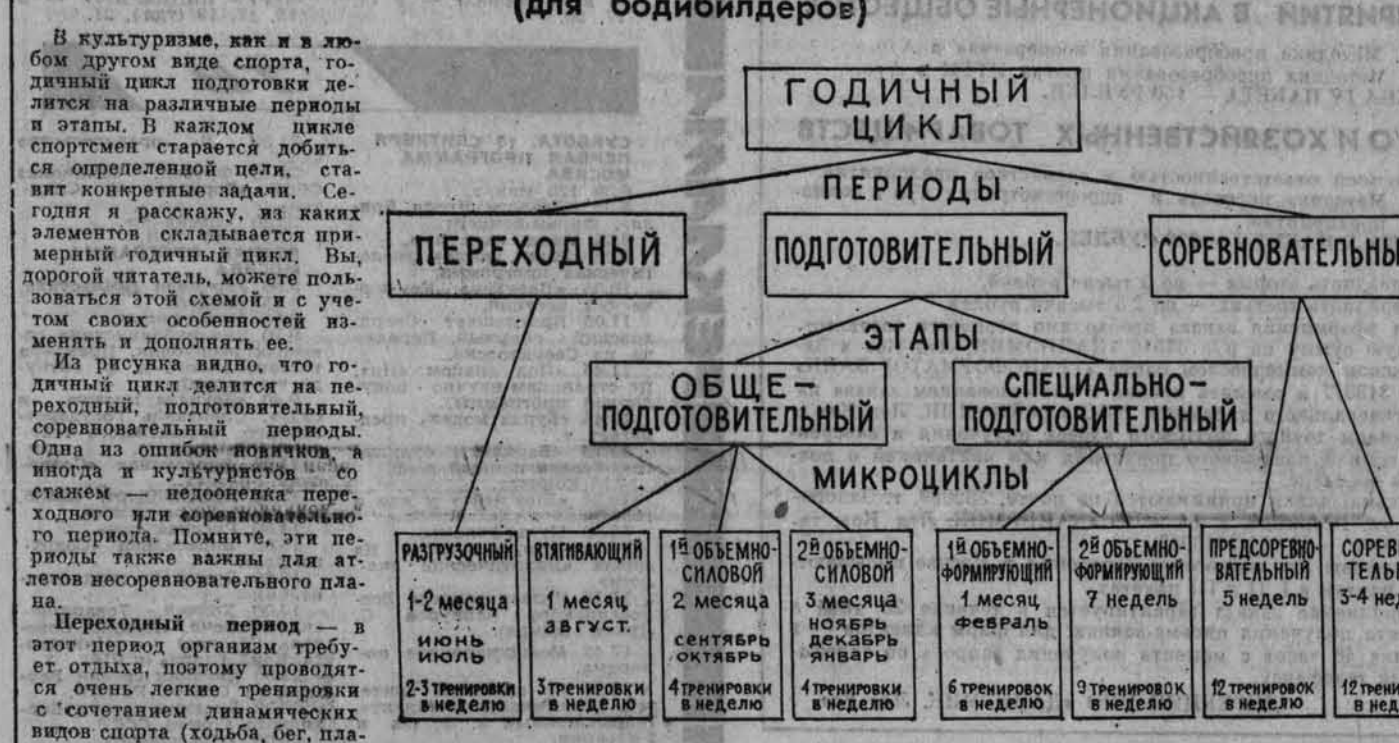 (для бодибилдеров)
В культуризме, как и в лю-
бом другом виде спорта, го-
дичный цикл подготовки де-
лится на различные периоды
и этапы. В каждом цикле
спортсмен старается добить-
ся определенной цели, ста-
вит конкретные задачи. Се-
годня я расскажу, из каких
элементов складывается при-
мерный годичный цикл. Вы,
дорогой читатель, можете поль-
зоваться этой схемой и с уче-
том своих особенностей из-
менять и дополнять ее.
Из рисунка видно, что го-
дичный цикл делится на пе-
реходный, подготовительный,
соревновательный периоды.
Одна из ошибок новичков, а
иногда и культуристов со
стажем — недооценка пере-
ходного или соревновательно-
го периода. Помните, эти пе-
риоды также важны для ат-
летов несоревновательного пла-
на.
Переходный период — в
этот период организм требу-
ет отдыха, поэтому проводят-
ся очень легкие тренировки
с сочетанием динамических
видов спорта (ходьба, бег, пла-
ГОДИЧНЫЙ
ЦИКЛ
ПЕРИОДЫ
ПЕРЕХОДНЫЙ
ПОДГОТОВИТЕЛЬНЫЙ
СОРЕВНОВАТЕЛЬНЫ
ЭТАПЫ
ОБЩЕ-
ПОДГОТОВИТЕЛЬНЫЙ
СПЕЦИАЛЬНО-
ПОДГОТОВИТЕЛЬНЫЙ
МИКРОЦИКЛЫ
РАЗГРУЗОЧНЫЙ
1-2 месяца
ИЮНЬ
ИЮЛЬ
2-3 ТРЕНИРОВКИ
В НЕДЕЛЮ
ВТЯГИВАЮЩИЙ
1 месяц
АВГУСТ.
3 ТРЕНИРОВКИ
В НЕДЕЛЮ
1й ОБЪЕМНО-
СИЛОВОЙ
2 месяца
СЕНТЯБРЬ
ОКТЯБРЬ
4 ТРЕНИРОВКИ
В НЕДЕЛЮ
2й ОБЪЕМНО-
СИЛОВОЙ
3 месяца
НОЯБРЬ
ДЕКАБРЬ
ЯНВАРЬ
4 ТРЕНИРОВКИ
В НЕДЕЛЮ
1й ОБЪЕМНО-
ФОРМИРУЮЩИЙ
1 месяц
ФЕВРАЛЬ
6 ТРЕНИРОВОК
В НЕДЕЛЮ
2й ОБЪЕМНО-
ФОРМИРУЮЩИЙ
7 недель
9 ТРЕНИРОВОК
В НЕДЕЛЮ
ПРЕДСОРЕВНО-
ВАТЕЛЬНЫЙ
5 недель
12 ТРЕНИРОВОК
В НЕДЕЛЮ
СОРЕВ
ТЕЛЬ
3-4 нед
12 ТРЕНИ
В НЕД